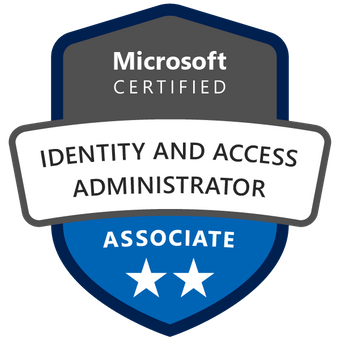 Microsoft
CERTIFIED
IDENTITY AND ACCESS
ADMINISTRATOR
ASSOCIATE